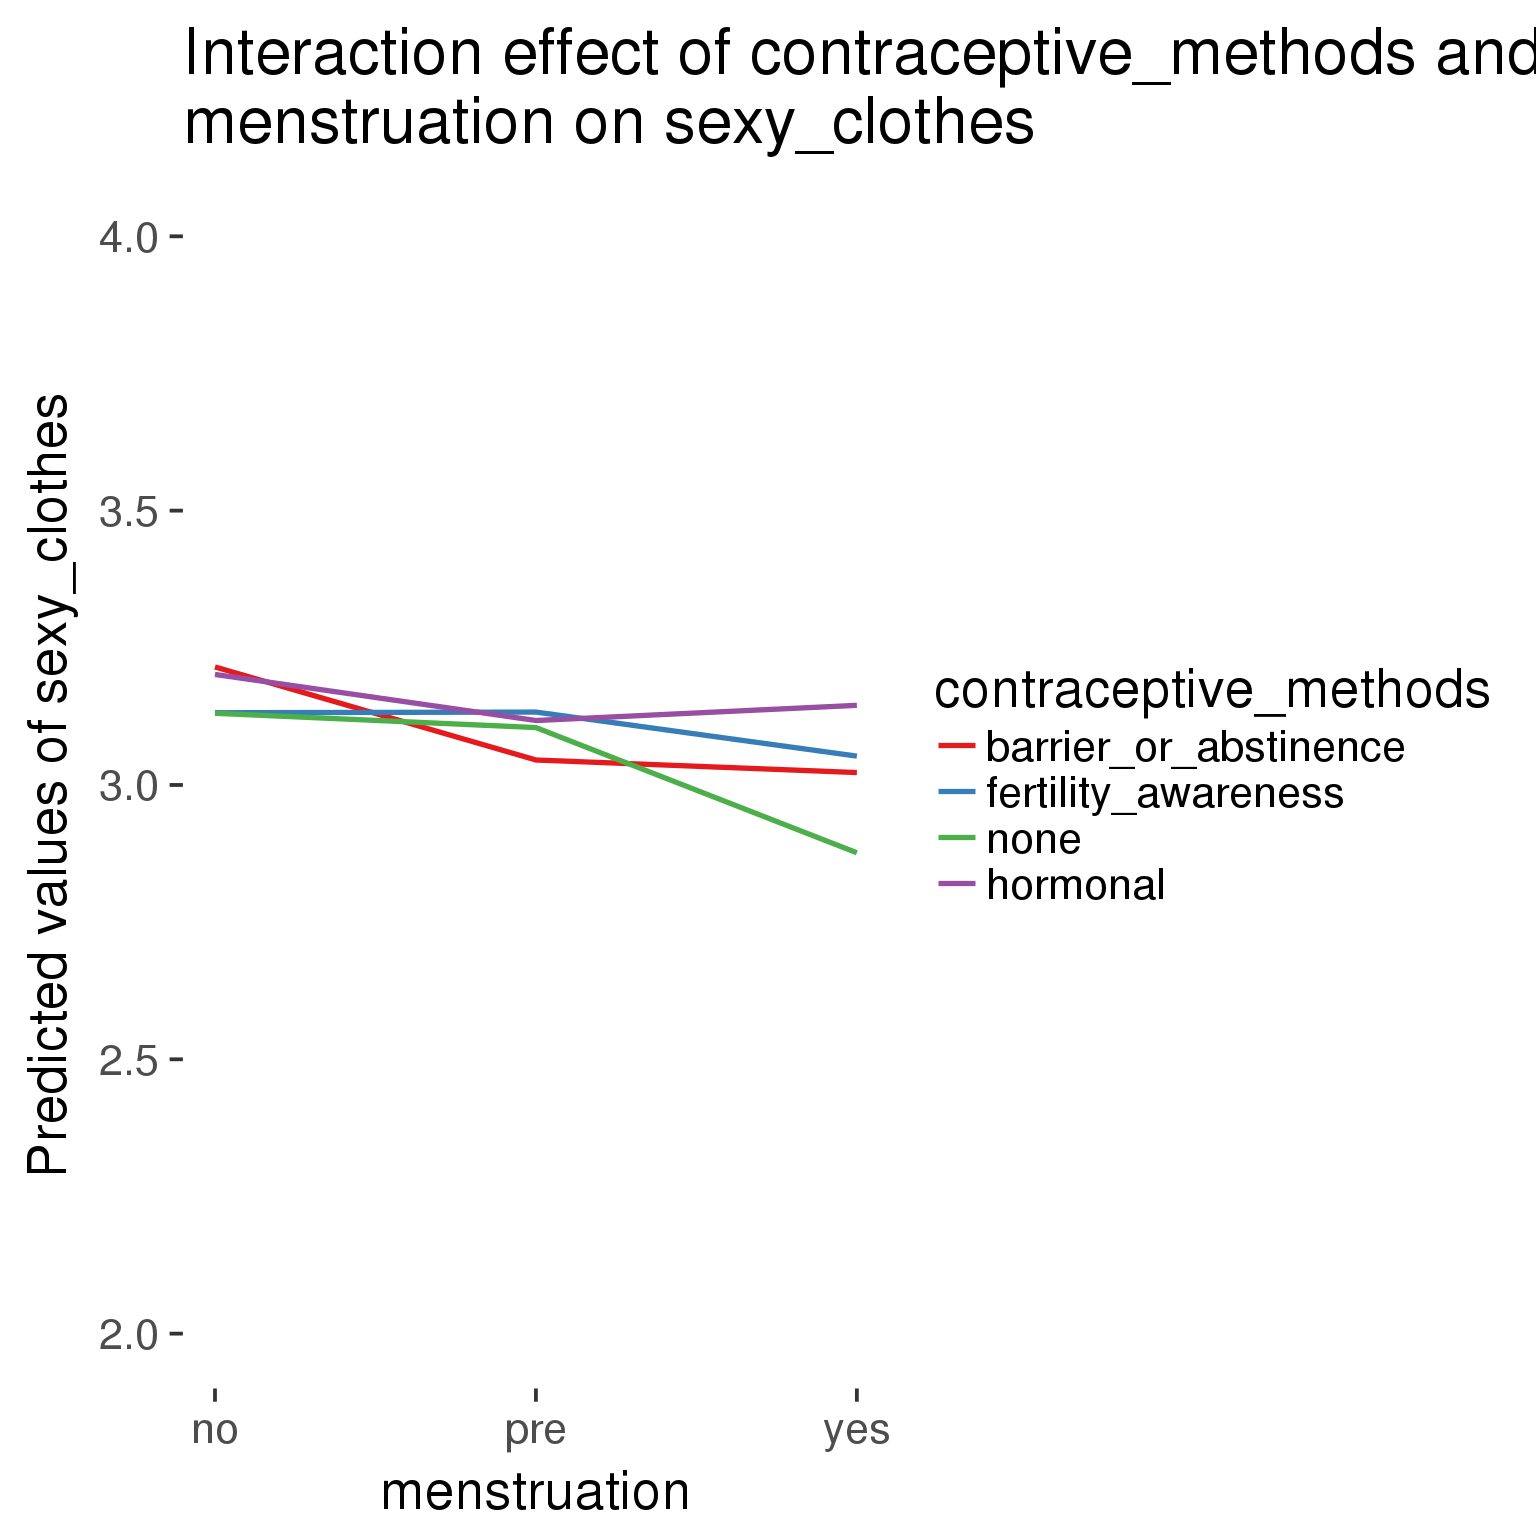 Interaction effect of contraceptive_methods and
menstruation on sexy_clothes
Predicted values of sexy_clothes
4.0
3.5
3.0
2.5
2.0
no pre yes
menstruation
contraceptive_methods
barrier_or_abstinence
fertility_awareness
none
hormonal